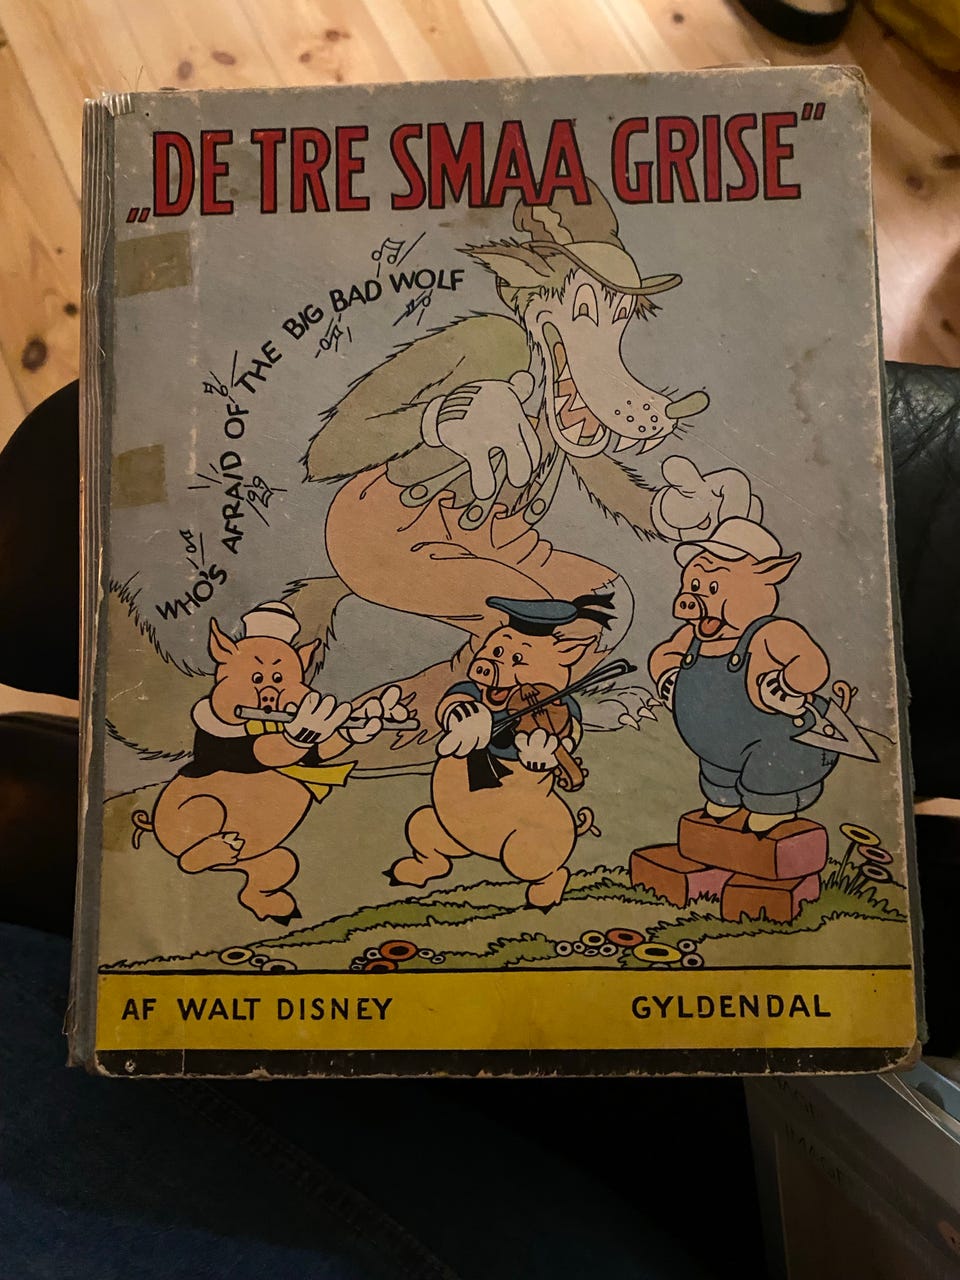 „DE TRE SMAA GRISE"
WHO'S AFRAID OF THE BIG BAD WOLF
AF WALT DISNEY
GYLDENDAL